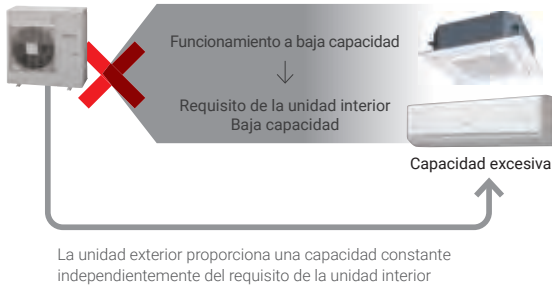 Funcionamiento a baja capacidad
Requisito de la unidad interior
Baja capacidad
Capacidad excesiva
La unidad exterior proporciona una capacidad constante
independientemente del requisito de la unidad interior